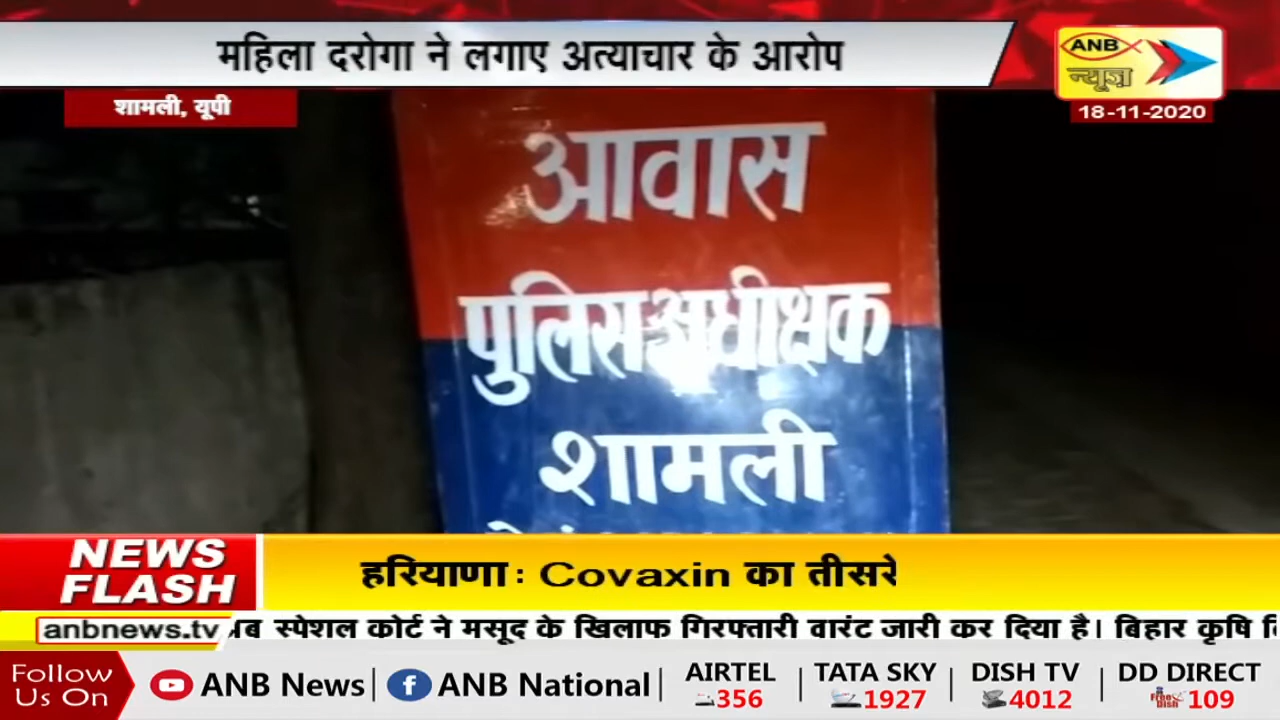 महिला दरोगा ने लगाए अत्याचार के आरोप
ANB
न्यूज़
शामली, यूपी
18-11-2020
आवास
पुलिस अधीक्षक
शामली
NEWS
FLASH
हरियाणा: Covaxin का तीसरे
anbnews.tv
स्पेशल कोर्ट ने मसूद के खिलाफ गिरफ्तारी वारंट जारी कर दिया है। बिहार कृषि
Follow
Us On
ANB News
ANB National
AIRTEL
356
TATA SKY
1927
DISH TV
4012
DD DIRECT
Free dish
109